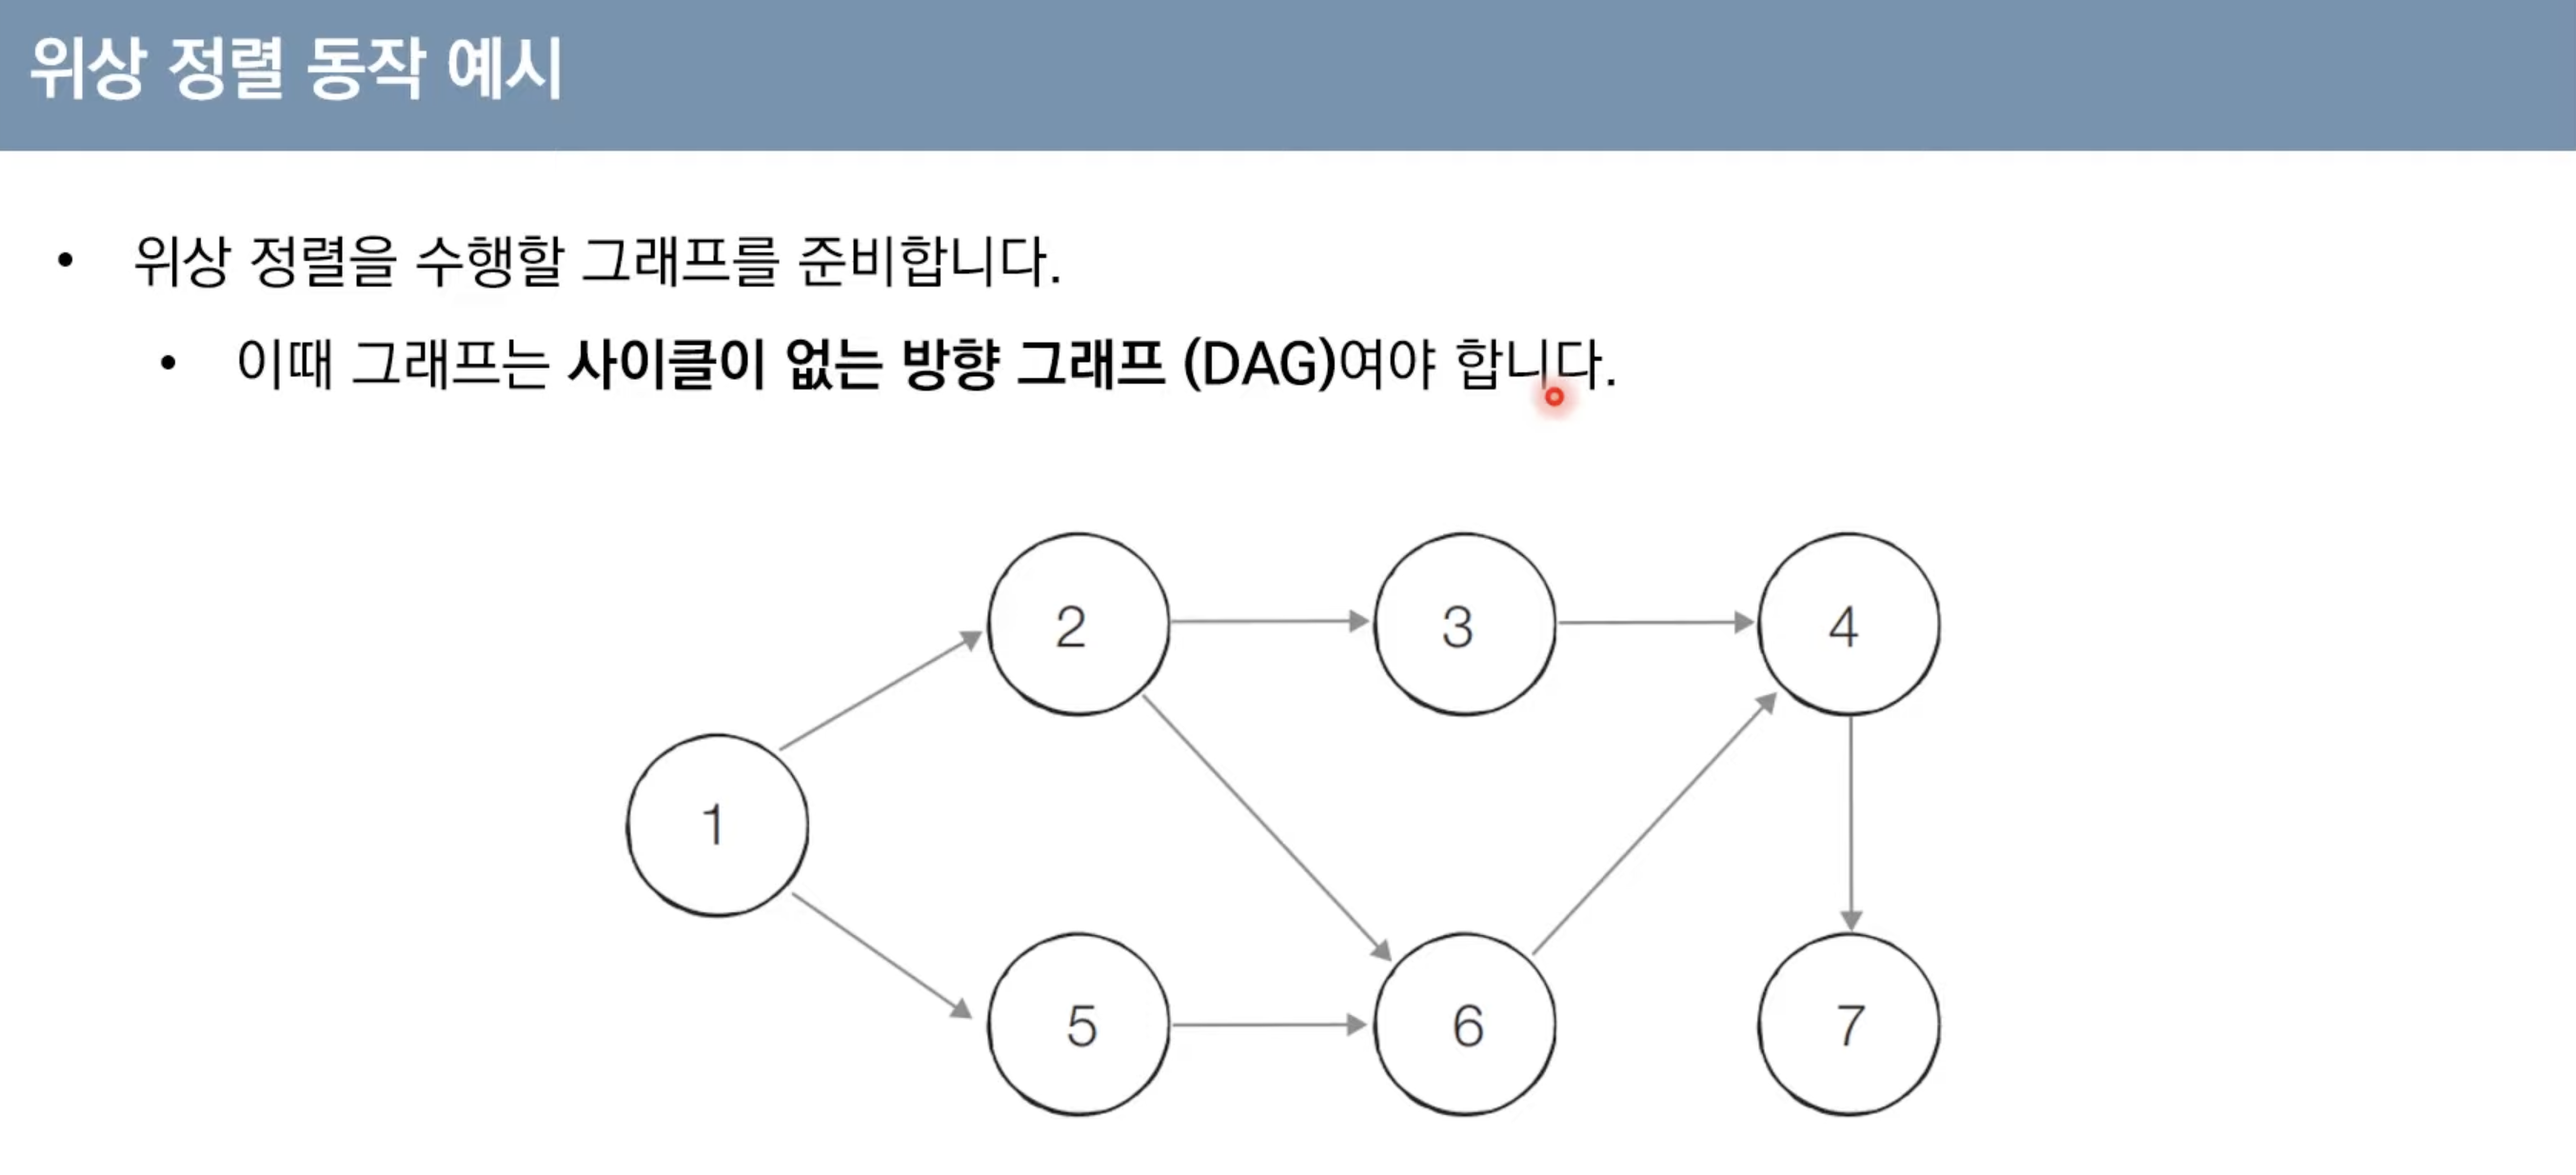 위상 정렬 동작 예시
• 위상 정렬을 수행할 그래프를 준비합니다.
• 이때 그래프는 사이클이 없는 방향 그래프 (DAG)여야 합니다.
2 3 4
1
5 6 7